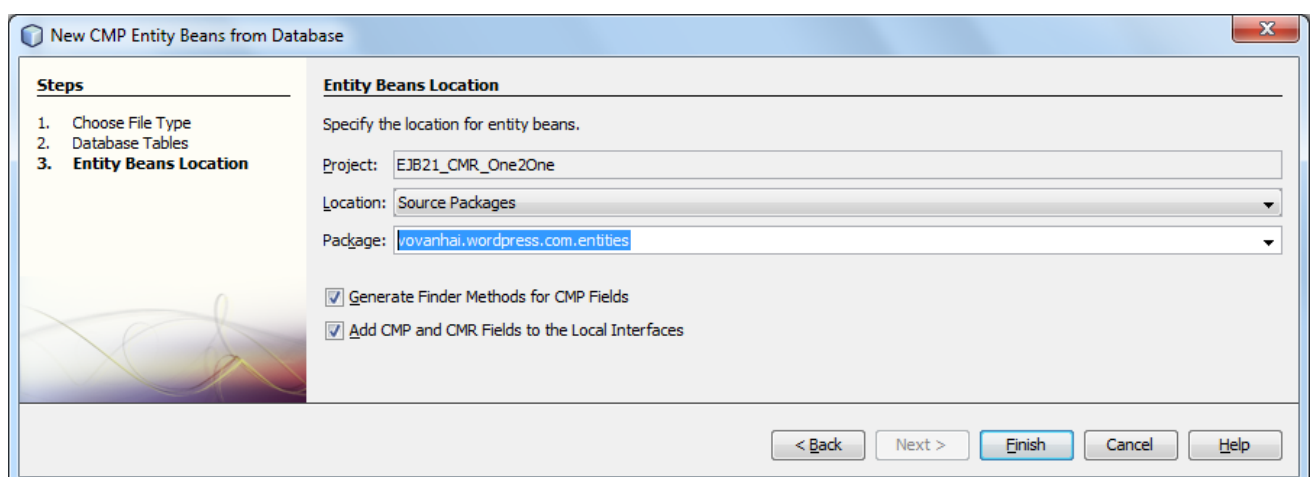 New CMP Entity Beans from Database
Steps
1. Choose File Type
2. Database Tables
3. Entity Beans Location
Entity Beans Location
Specify the location for entity beans.
Project: EJB21_CMR_One2One
Location: Source Packages
Package: vovanhai.wordpress.com.entities
Generate Finder Methods for CMP Fields
Add CMP and CMR Fields to the Local Interfaces
< Back Next > Finish Cancel Help